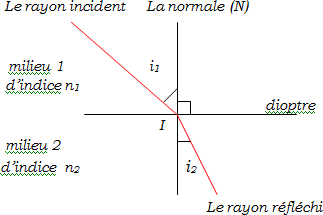 Le rayon incident
La normale (N)
milieu 1
d’indice n1
i1
dioptre
I
milieu 2
d’indice n2
i2
Le rayon réfléchi